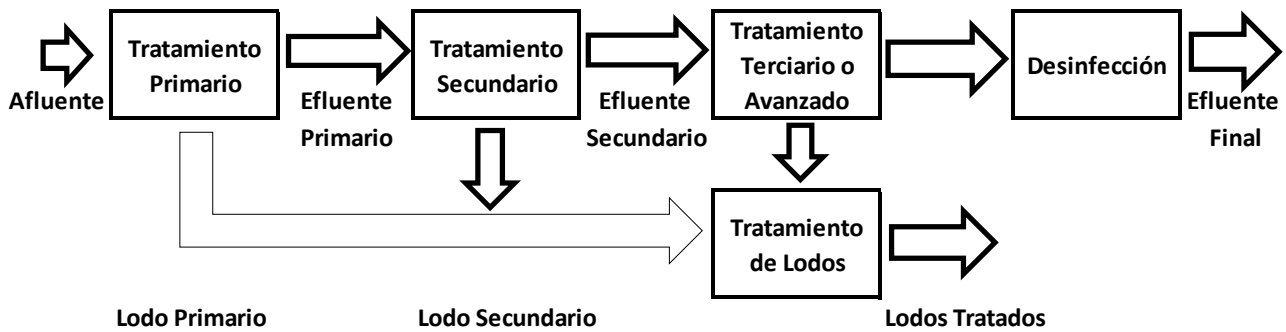 Afluente
Tratamiento
Primario
Efluente
Primario
Tratamiento
Secundario
Efluente
Secundario
Tratamiento
Terciario o
Avanzado
Desinfección
Efluente
Final
Tratamiento
de Lodos
Lodo Primario
Lodo Secundario
Lodos Tratados